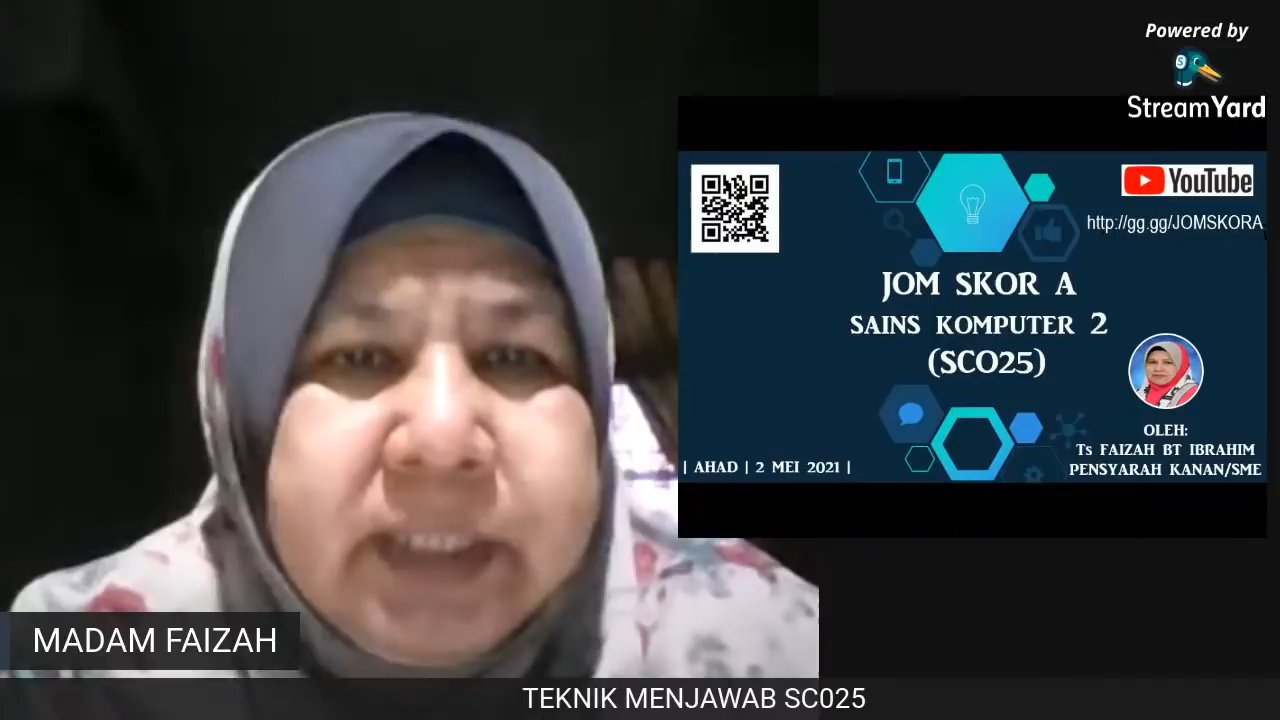 Powered by
StreamYard
YouTube
http://gg.gg/JOMSKORA
JOM SKOR A
SAINS KOMPUTER 2
(SC025)
OLEH:
Ts FAIZAH BT IBRAHIM
PENSYARAH KANAN/SME
| AHAD | 2 MEI 2021 |
MADAM FAIZAH
TEKNIK MENJAWAB SC025